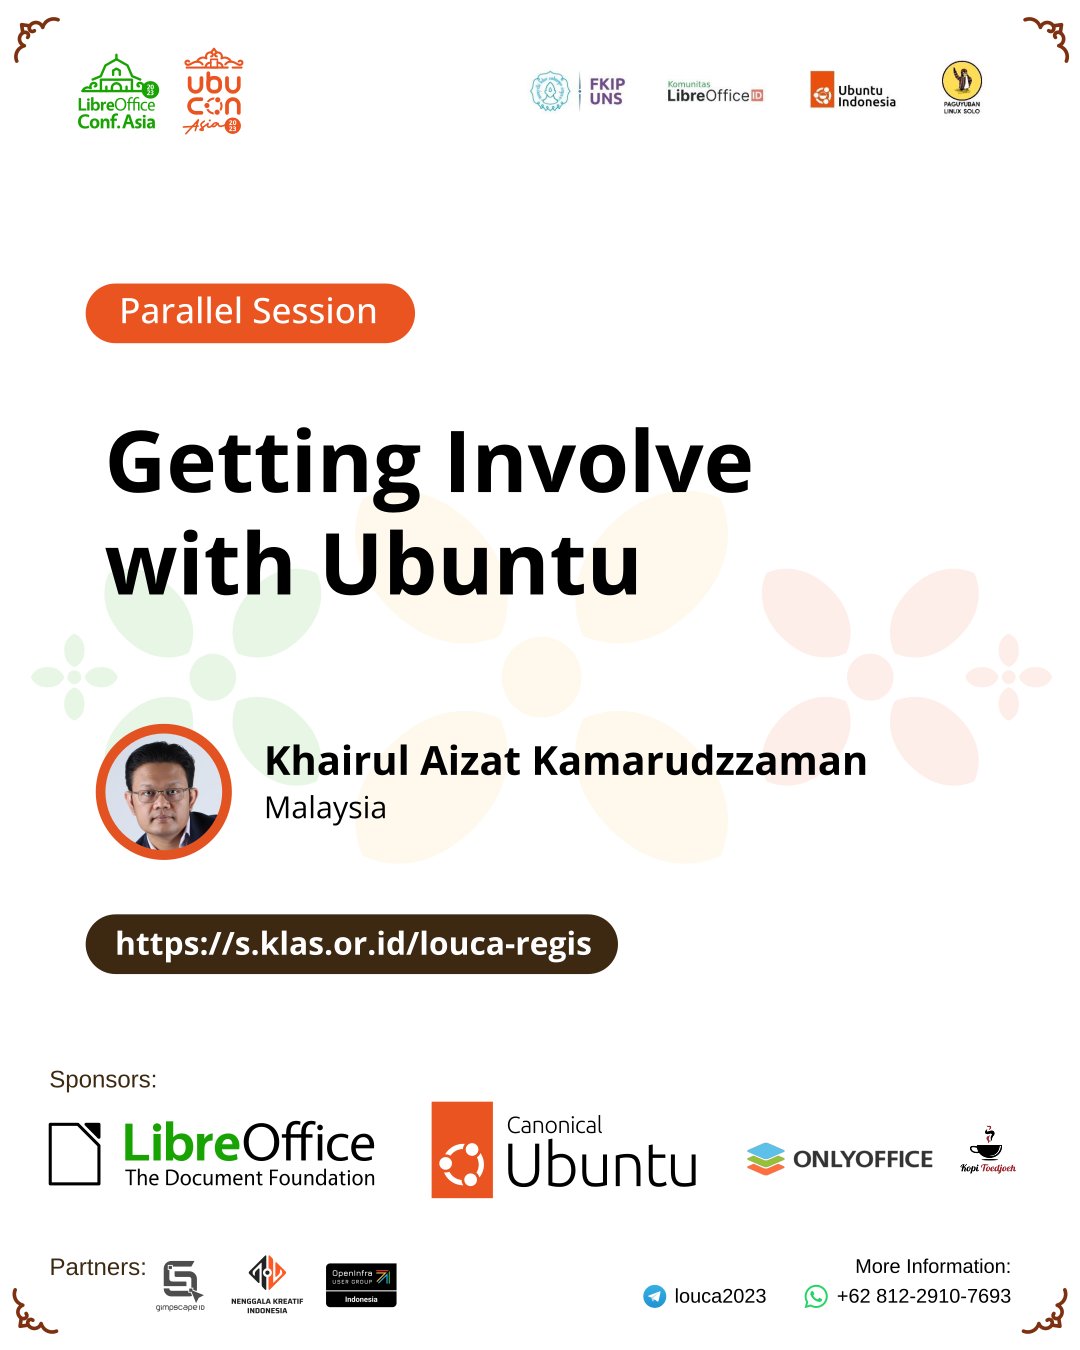 LibreOffice
Conf.Asia
2023
ubu
con
Asia
2023
FKIP
UNS
Komunitas
LibreOffice ID
Ubuntu
Indonesia
PAGUYUBAN
LINUX SOLO
Parallel Session
Getting Involve
with Ubuntu
Khairul Aizat Kamarudzzaman
Malaysia
https://s.klas.or.id/louca-regis
Sponsors:
LibreOffice
The Document Foundation
Canonical
Ubuntu
ONLYOFFICE
Kopi Toedjoeh
Partners:
gimpscape ID
NENGGALA KREATIF
INDONESIA
OpenInfra
USER GROUP
Indonesia
More Information:
louca2023
+62 812-2910-7693